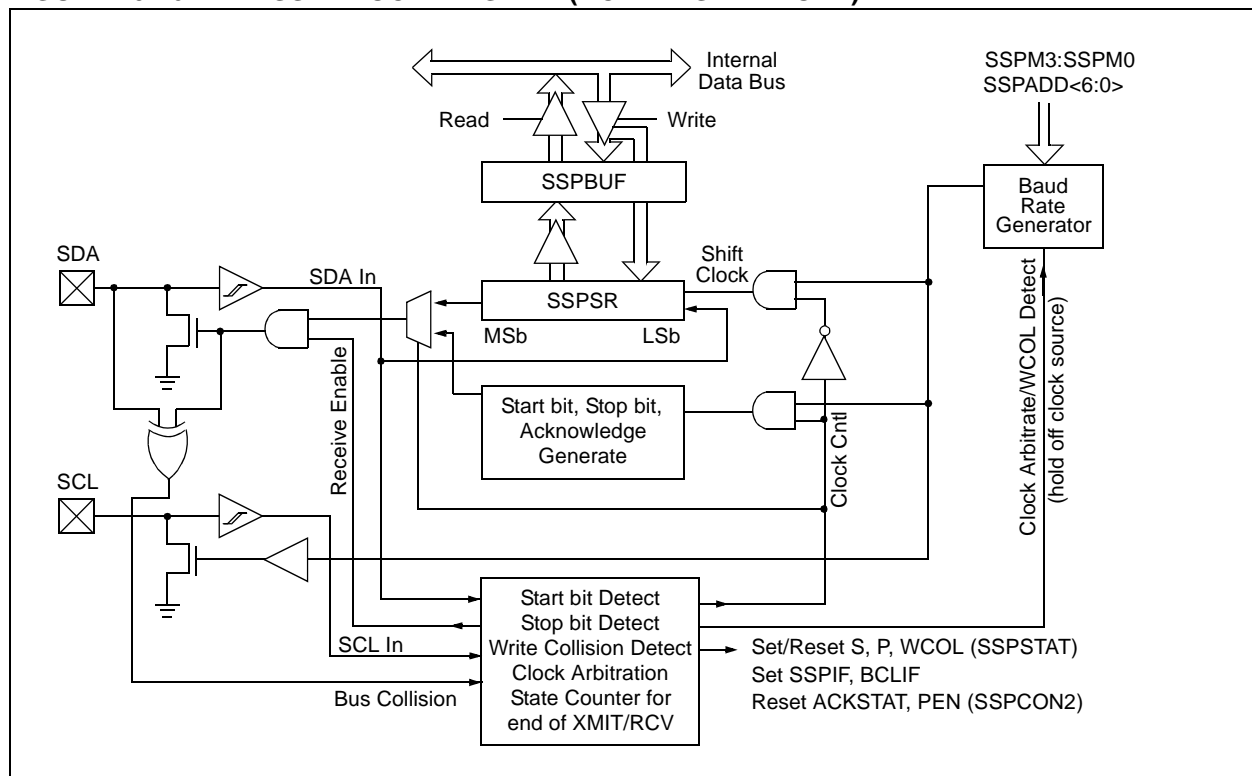 Internal
Data Bus
SSPM3:SSPM0
SSPADD<6:0>
Read
Write
SSPBUF
Baud
Rate
Generator
SDA
SDA In
Shift
Clock
SSPSR
MSb
LSb
Start bit, Stop bit,
Acknowledge
Generate
Receive Enable
Clock Cntl
Clock Arbitrate/WCOL Detect
(hold off clock source)
SCL
SCL In
Bus Collision
Start bit Detect
Stop bit Detect
Write Collision Detect
Clock Arbitration
State Counter for
end of XMIT/RCV
Set/Reset S, P, WCOL (SSPSTAT)
Set SSPIF, BCLIF
Reset ACKSTAT, PEN (SSPCON2)